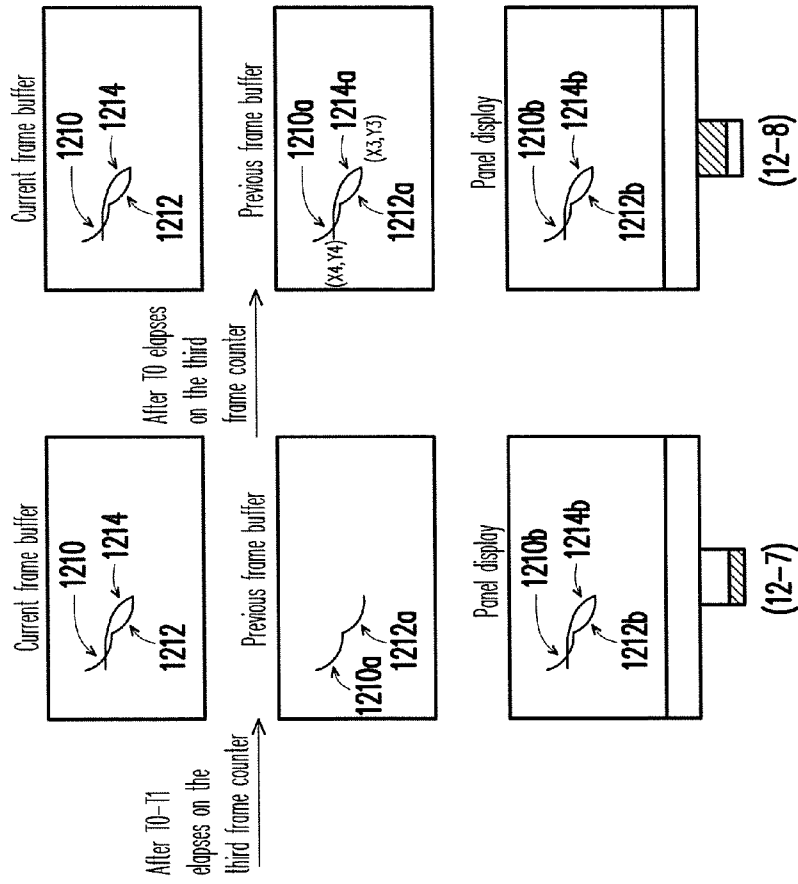 After T0-T1
elapses on the
third frame counter
Current frame buffer
1210
1214
1212
Previous frame buffer
1210a
1212a
Panel display
1210b
1214b
1212b
(12-7)
After T0 elapses
on the third
frame counter
Current frame buffer
1210
1214
1212
Previous frame buffer
1210a
1214a
(X3,Y3)
(X4,Y4)
1212a
Panel display
1210b
1214b
1212b
(12-8)